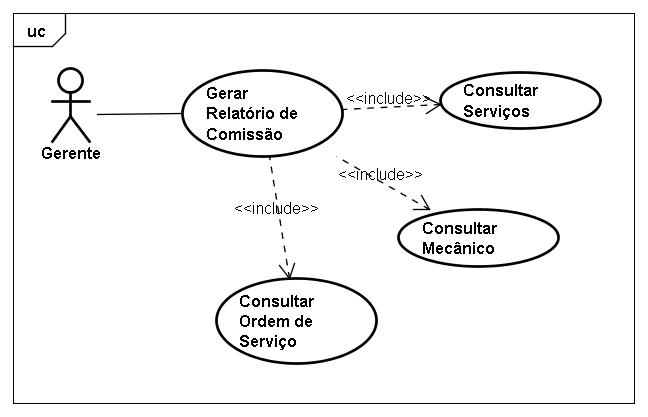 uc
Gerente
Gerar
Relatório de
Comissão
<<include>>
Consultar
Serviços
<<include>>
Consultar
Mecânico
<<include>>
Consultar
Ordem de
Serviço